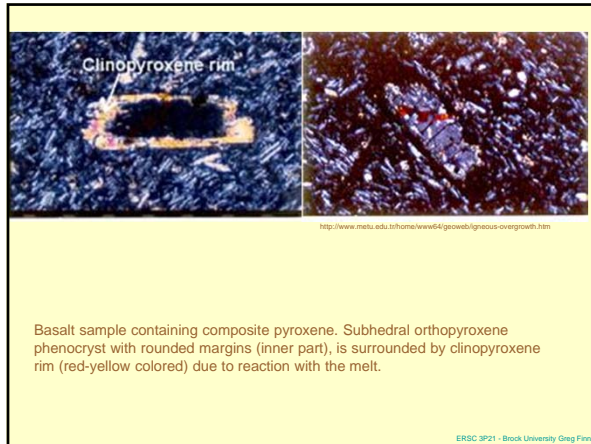 Clinopyroxene rim
http://www.metu.edu.tr/home/www64/geoweb/igneous-overgrowth.htm
Basalt sample containing composite pyroxene. Subhedral orthopyroxene
phenocryst with rounded margins (inner part), is surrounded by clinopyroxene
rim (red-yellow colored) due to reaction with the melt.
ERSC 3P21 - Brock University Greg Finn